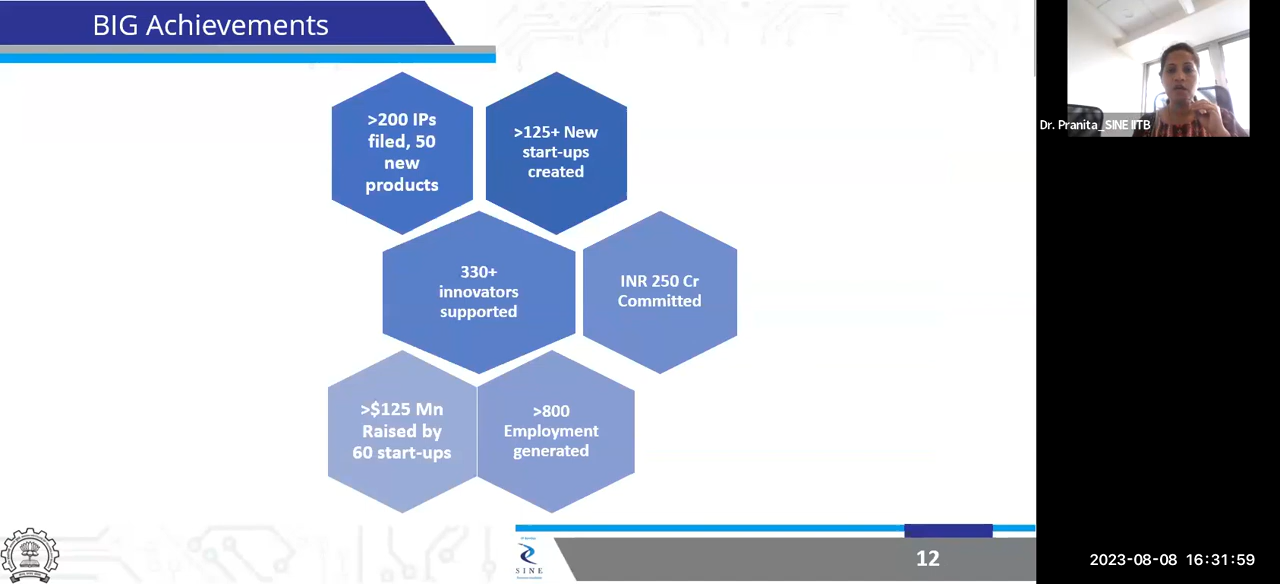 BIG Achievements
>200 IPs
filed, 50
new
products
>125+ New
start-ups
created
330+
innovators
supported
INR 250 Cr
Committed
>$125 Mn
Raised by
60 start-ups
>800
Employment
generated
SINE
12
Dr. Pranita_SINE IITB
2023-08-08 16:31:59